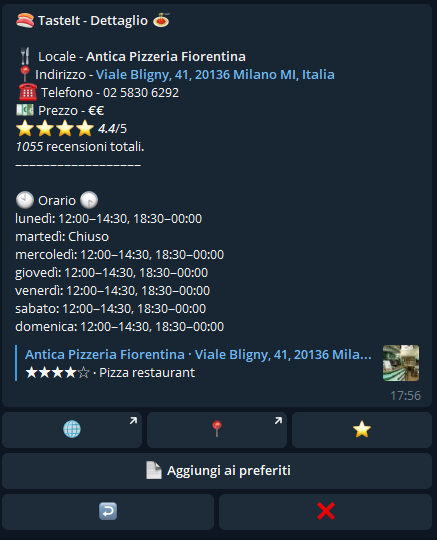 🍣 TasteIt - Dettaglio 🍝
🍴 Locale - Antica Pizzeria Fiorentina
📍 Indirizzo - Viale Bligny, 41, 20136 Milano MI, Italia
☎️ Telefono - 02 5830 6292
💵 Prezzo - €€
⭐⭐⭐⭐ 4.4/5
1055 recensioni totali.
___________________
🕙 Orario 🕟
lunedì: 12:00–14:30, 18:30–00:00
martedì: Chiuso
mercoledì: 12:00–14:30, 18:30–00:00
giovedì: 12:00–14:30, 18:30–00:00
venerdì: 12:00–14:30, 18:30–00:00
sabato: 12:00–14:30, 18:30–00:00
domenica: 12:00–14:30, 18:30–00:00
Antica Pizzeria Fiorentina · Viale Bligny, 41, 20136 Mila...
★★★★☆ · Pizza restaurant
17:56
📄 Aggiungi ai preferiti